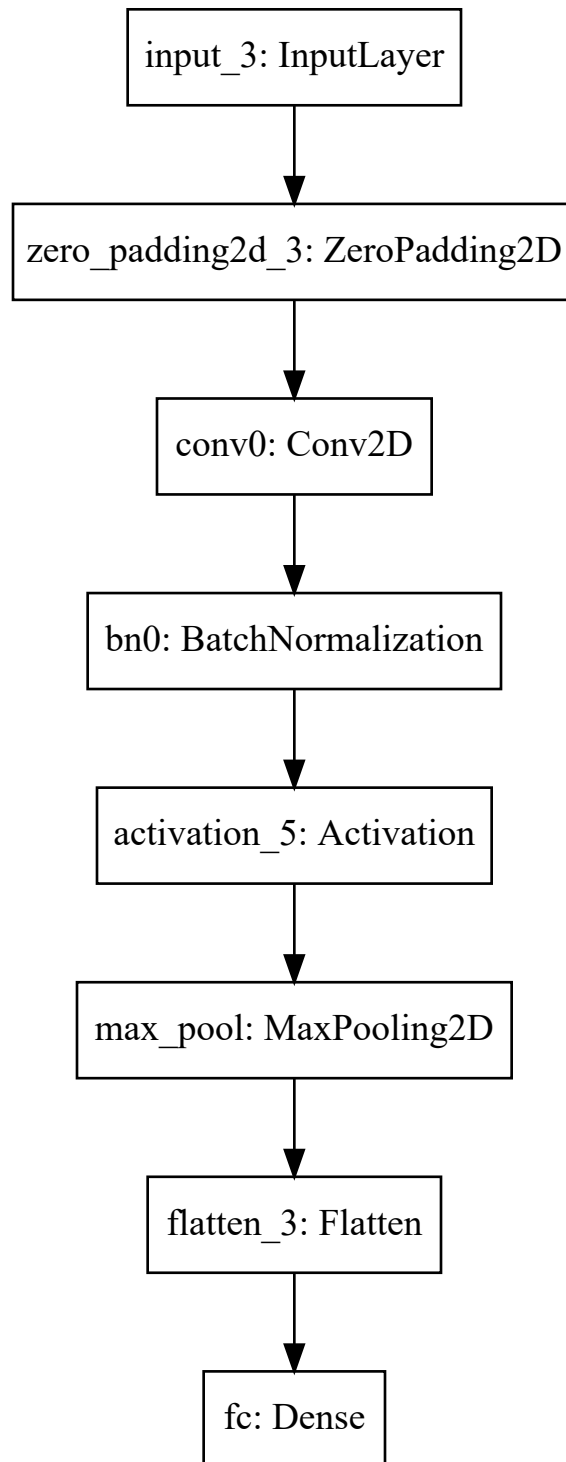 input_3: InputLayer
zero_padding2d_3: ZeroPadding2D
conv0: Conv2D
bn0: BatchNormalization
activation_5: Activation
max_pool: MaxPooling2D
flatten_3: Flatten
fc: Dense